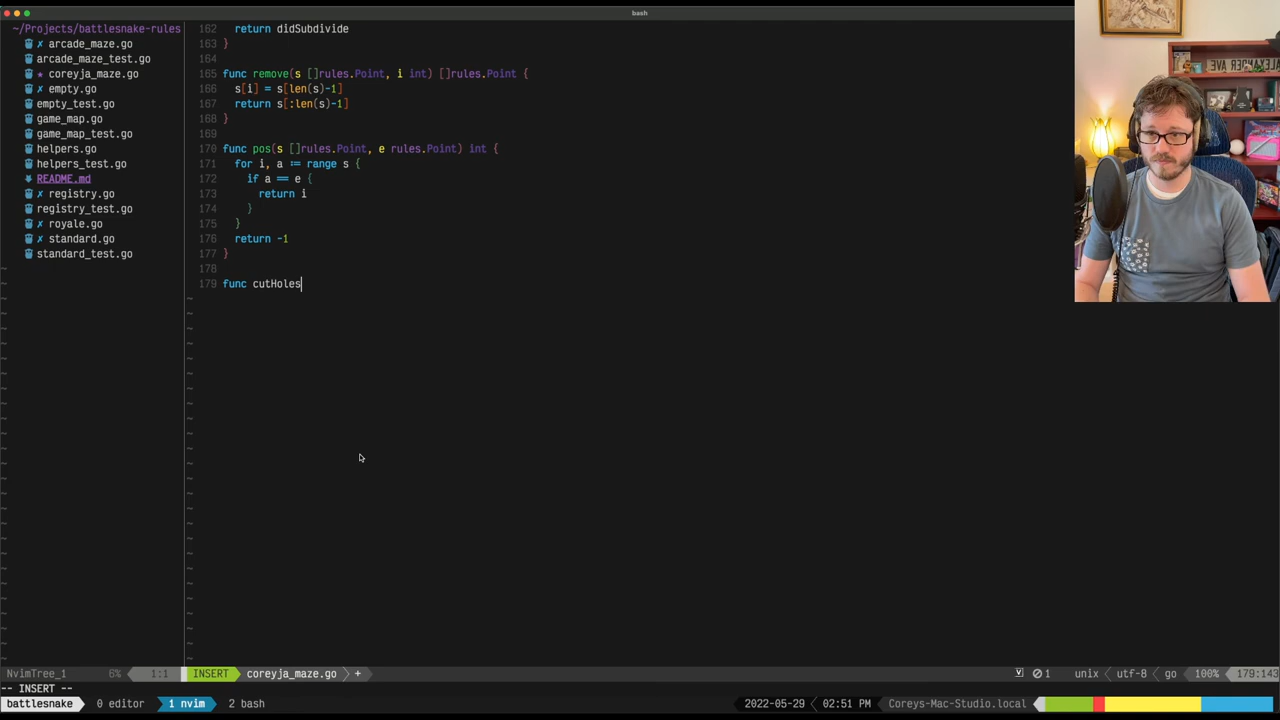 bash
~/Projects/battlesnake-rules
✗ arcade_maze.go
arcade_maze_test.go
★ coreyja_maze.go
✗ empty.go
empty_test.go
game_map.go
game_map_test.go
helpers.go
helpers_test.go
README.md
✗ registry.go
registry_test.go
✗ royale.go
✗ standard.go
standard_test.go
162 return didSubdivide
163 }
164
165 func remove(s []rules.Point, i int) []rules.Point {
166 s[i] = s[len(s)-1]
167 return s[:len(s)-1]
168 }
169
170 func pos(s []rules.Point, e rules.Point) int {
171 for i, a := range s {
172 if a == e {
173 return i
174 }
175 }
176 return -1
177 }
178
179 func cutHoles
ALEXANDER AVE
NvimTree_1 6% 1:1 INSERT coreyja_maze.go + 1 unix utf-8 go 100% 179:143
-- INSERT --
battlesnake 0 editor 1 nvim 2 bash 2022-05-29 02:51 PM Coreys-Mac-Studio.local